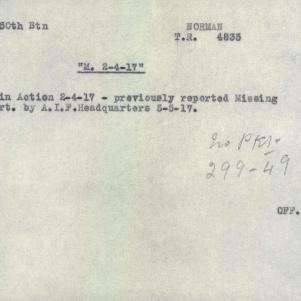 50th Btn NORMAN
T.R. 4835
"M. 2-4-17"
in Action 2-4-17 - previously reported Missing
rt. by A.I.F.Headquarters 5-5-17.
299-49
OFF.